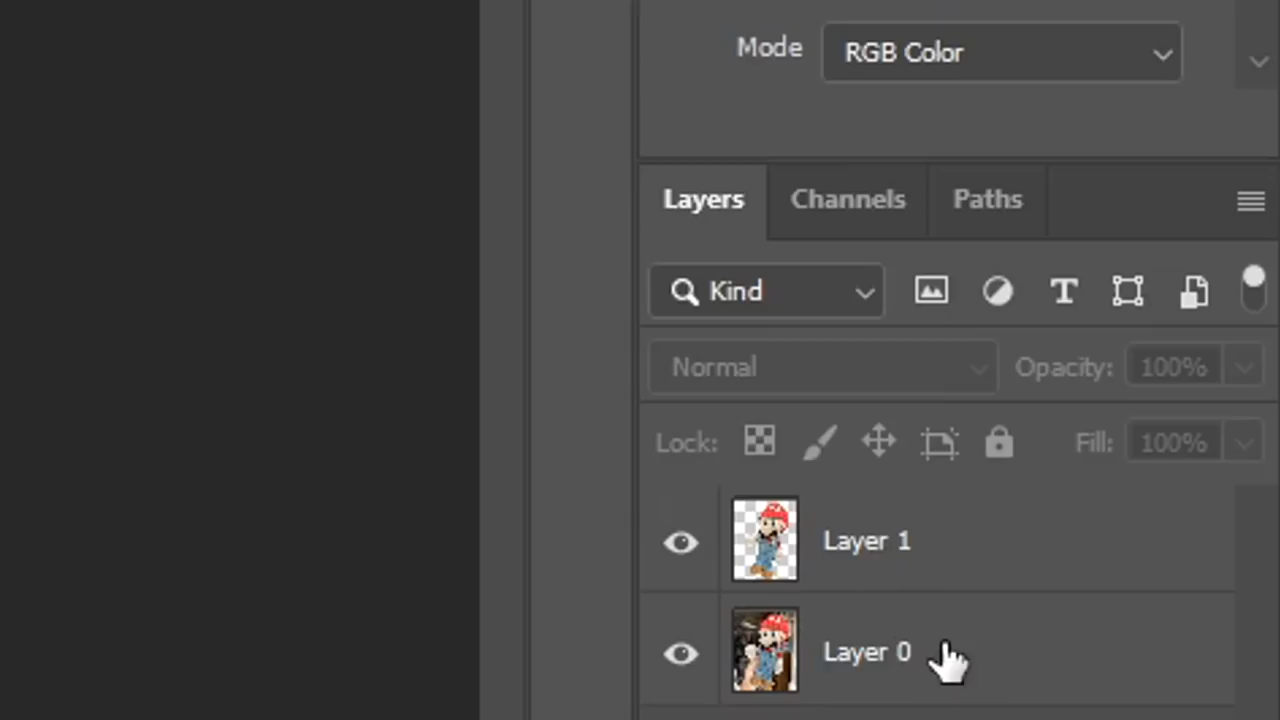 Mode RGB Color
Layers Channels Paths
Kind
Normal Opacity: 100%
Lock: Fill: 100%
Layer 1
Layer 0